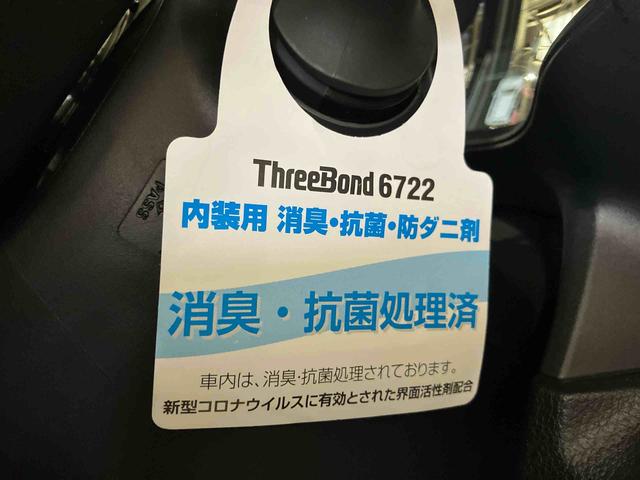 ThreeBond 6722
内装用 消臭・抗菌・防ダニ剤
消臭・抗菌処理済
車内は、消臭・抗菌処理されております。
新型コロナウイルスに有効とされた界面活性剤配合
PASS